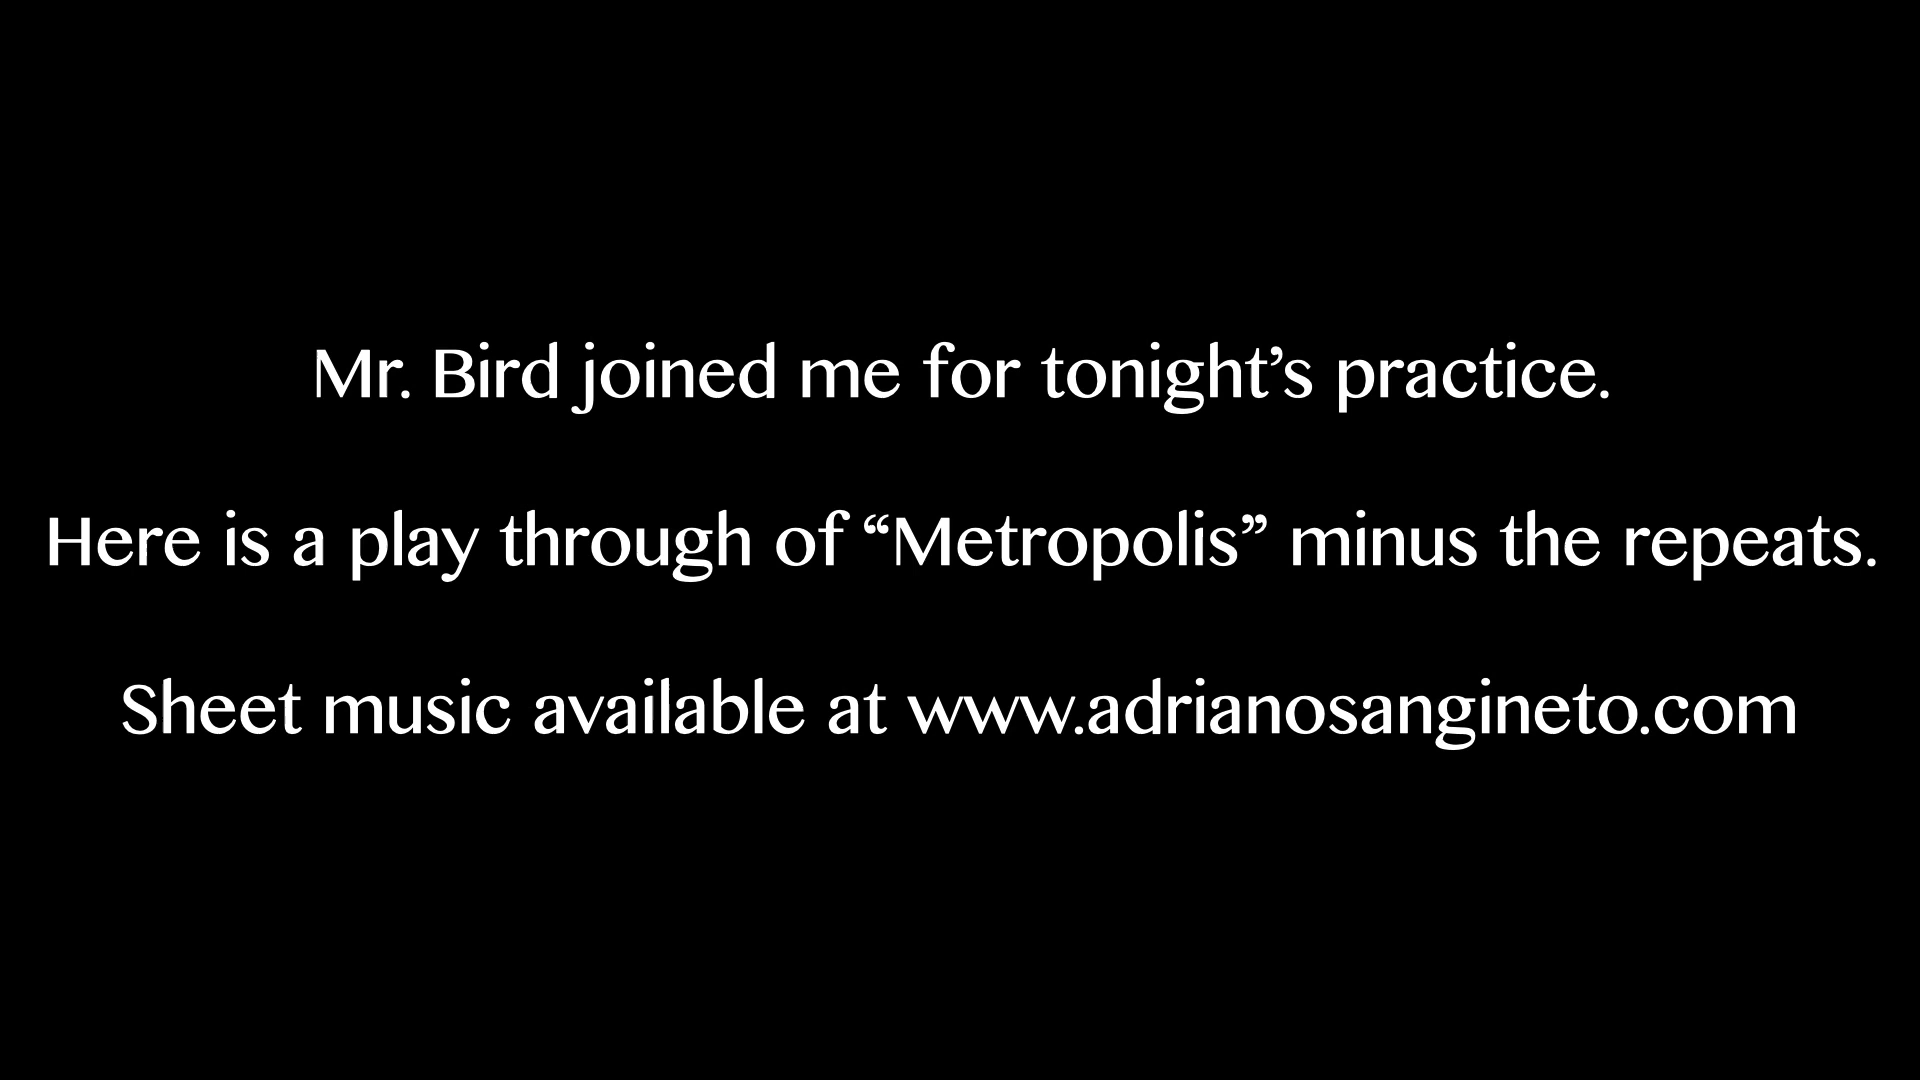 Mr. Bird joined me for tonight’s practice.
Here is a play through of “Metropolis” minus the repeats.
Sheet music available at www.adrianosangineto.com